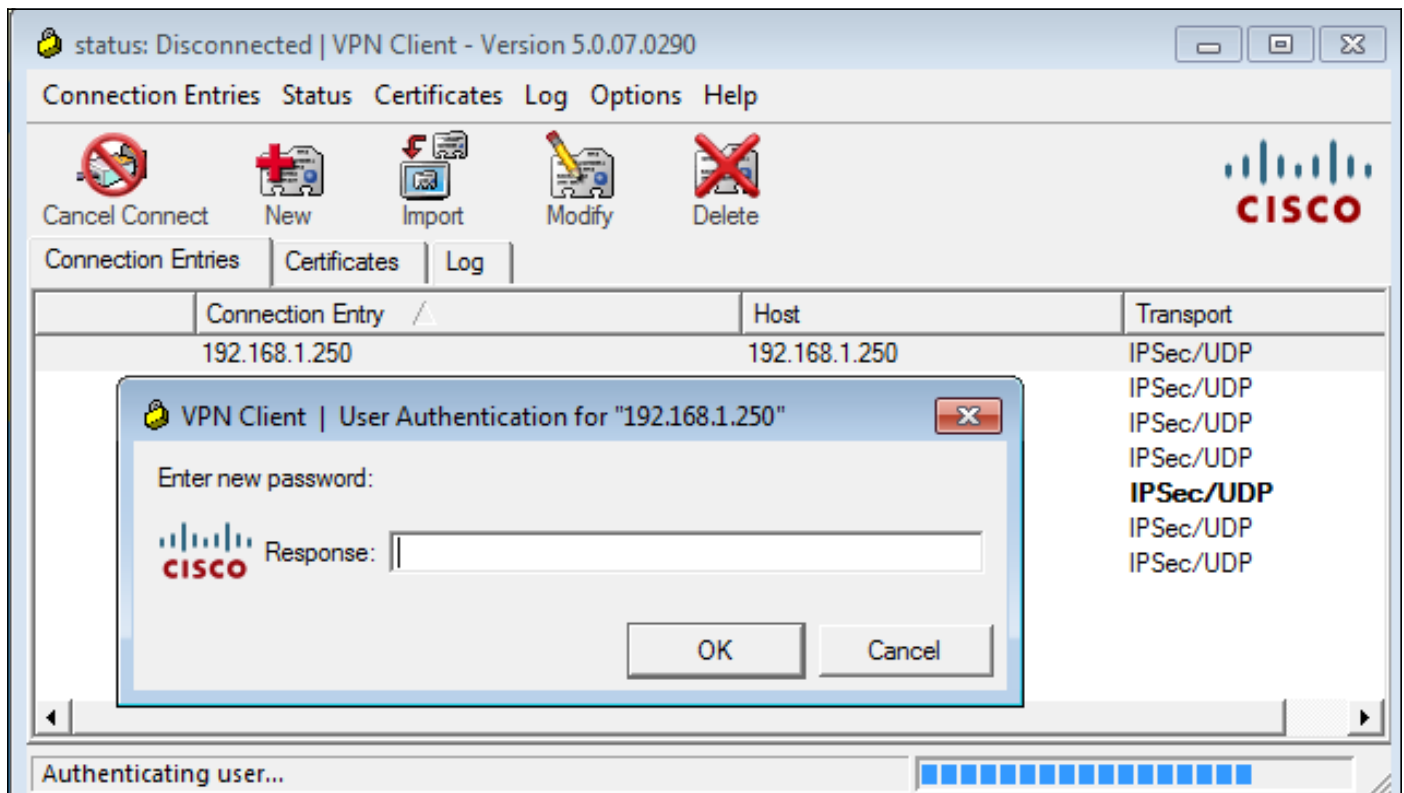 status: Disconnected | VPN Client - Version 5.0.07.0290
Connection Entries Status Certificates Log Options Help
Cancel Connect New Import Modify Delete
CISCO
Connection Entries Certificates Log
Connection Entry Host Transport
192.168.1.250 192.168.1.250 IPSec/UDP
IPSec/UDP
IPSec/UDP
IPSec/UDP
IPSec/UDP
IPSec/UDP
IPSec/UDP
VPN Client | User Authentication for "192.168.1.250"
Enter new password:
CISCO
Response:
OK Cancel
Authenticating user...